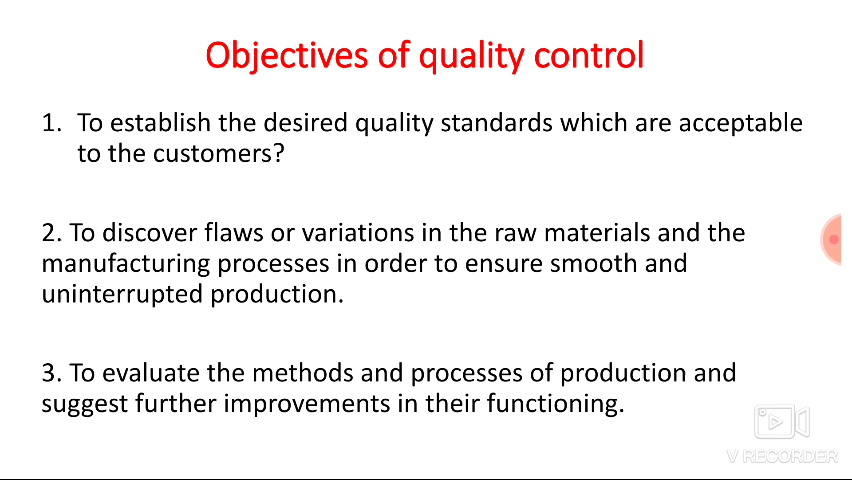 Objectives of quality control
1. To establish the desired quality standards which are acceptable
to the customers?
2. To discover flaws or variations in the raw materials and the
manufacturing processes in order to ensure smooth and
uninterrupted production.
3. To evaluate the methods and processes of production and
suggest further improvements in their functioning.
V RECORDER